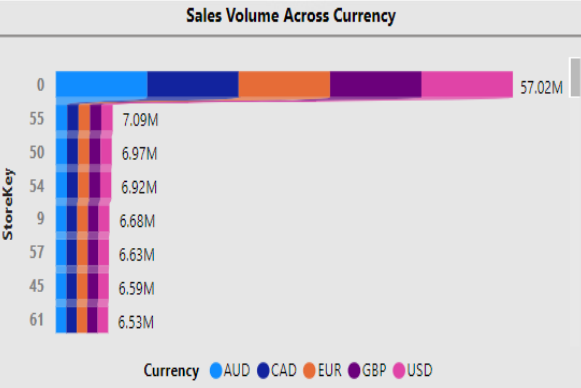 Sales Volume Across Currency
StoreKey
0 57.02M
55 7.09M
50 6.97M
54 6.92M
9 6.68M
57 6.63M
45 6.59M
61 6.53M
Currency AUD CAD EUR GBP USD